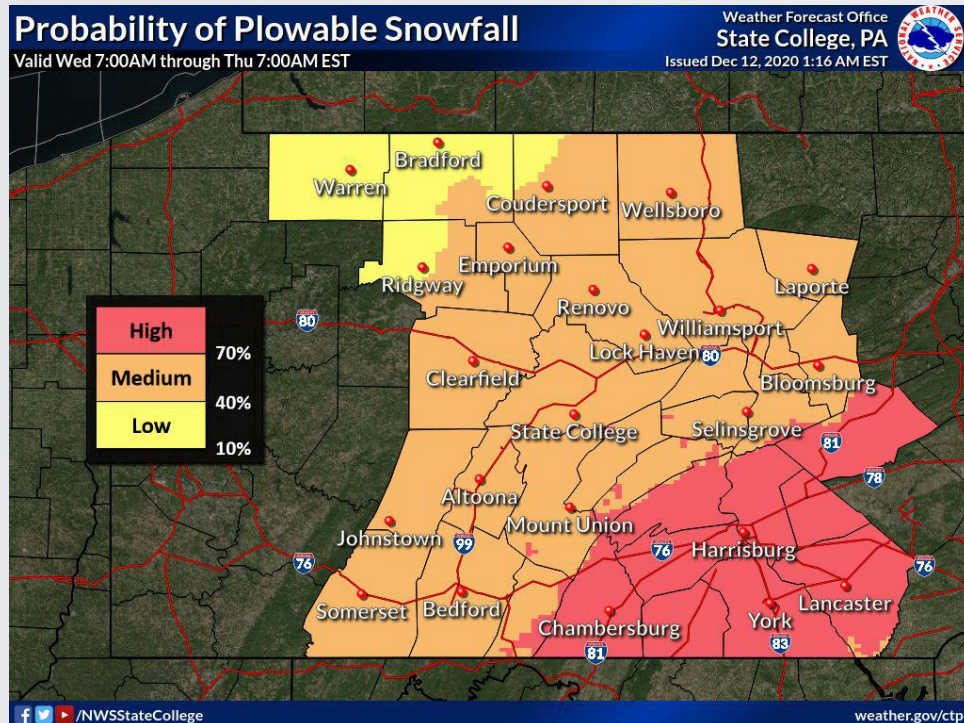 Probability of Plowable Snowfall
Valid Wed 7:00AM through Thu 7:00AM EST
Weather Forecast Office
State College, PA
Issued Dec 12, 2020 1:16 AM EST
NATIONAL WEATHER SERVICE
Bradford
Warren
Coudersport
Wellsboro
Emporium
Ridgway
Laporte
Renovo
80
Williamsport
Lock Haven
80
Clearfield
Bloomsburg
State College
Selinsgrove
81
78
Altoona
Mount Union
Johnstown
99
76
Harrisburg
76
76
Somerset
Bedford
Chambersburg
York
Lancaster
81
83
High
70%
Medium
40%
Low
10%
/NWSStateCollege
weather.gov/ctp